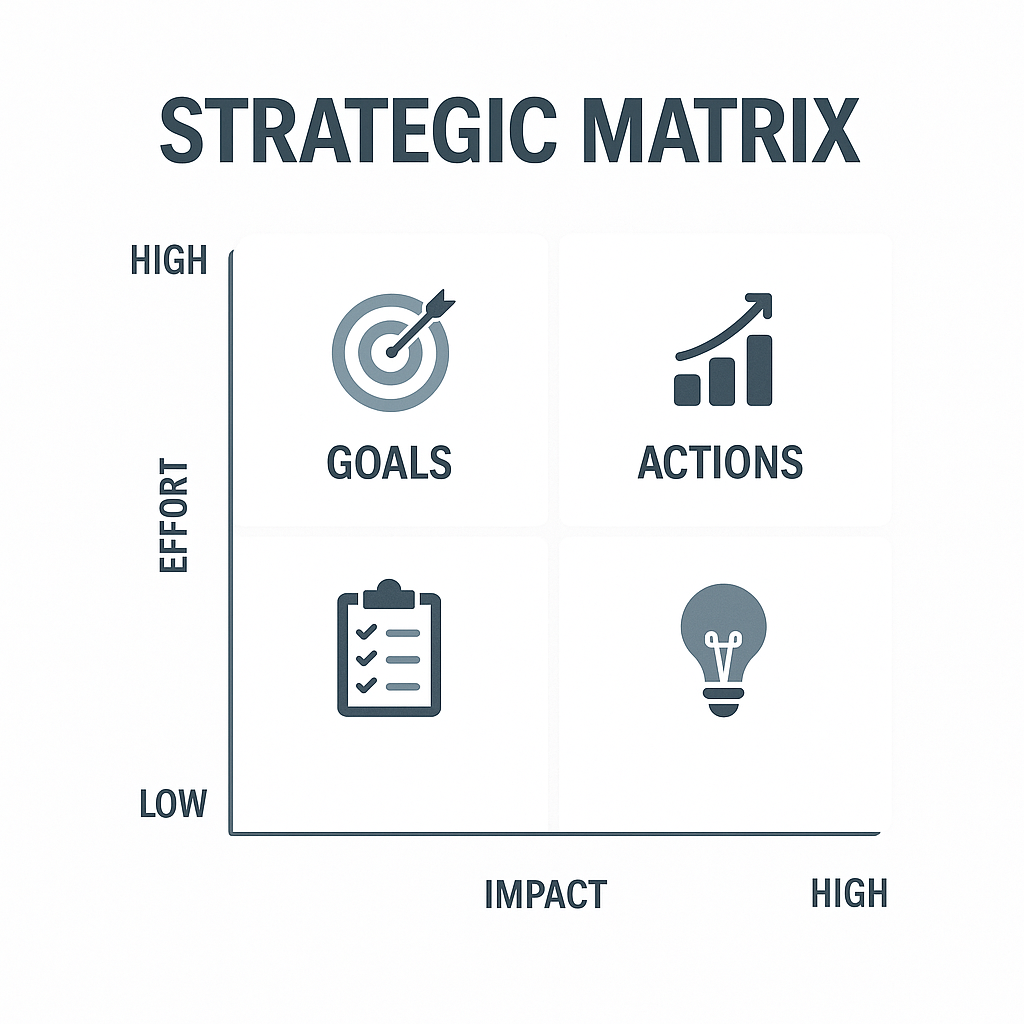 STRATEGIC MATRIX
HIGH
GOALS
ACTIONS
EFFORT
LOW
IMPACT
HIGH